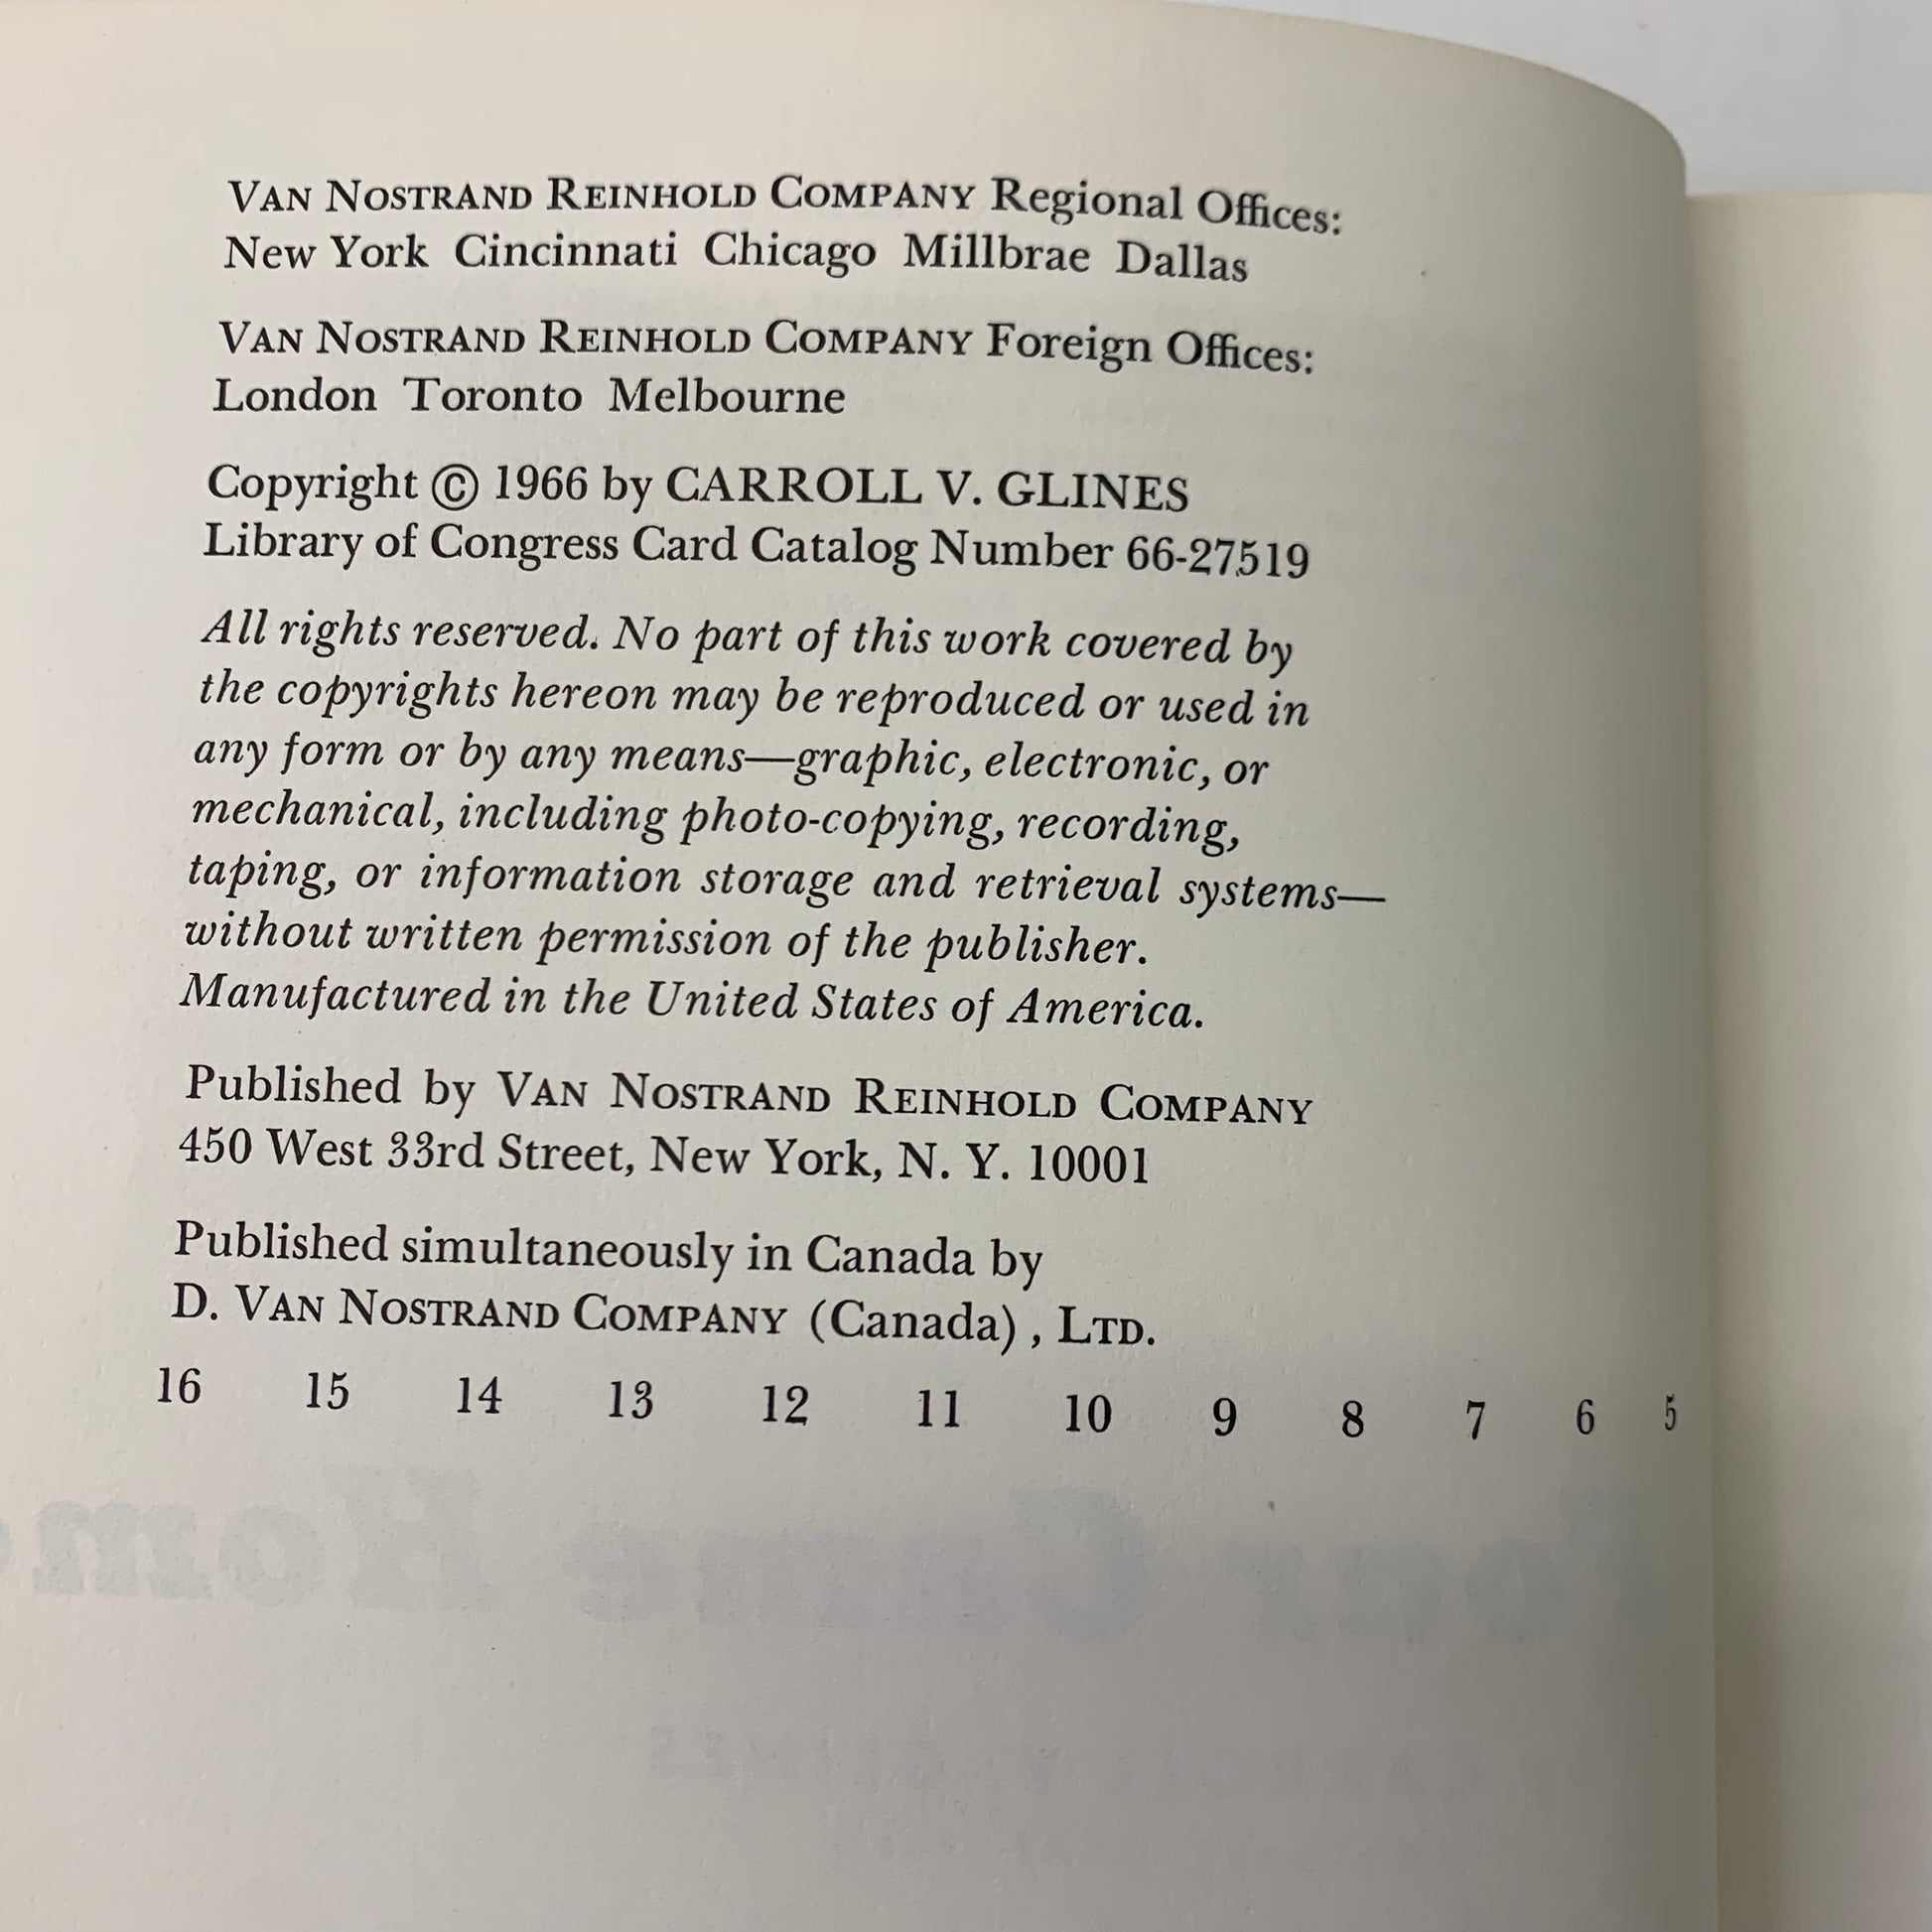 VAN NOSTRAND REINHOLD COMPANY Regional Offices:
New York Cincinnati Chicago Millbrae Dallas
VAN NOSTRAND REINHOLD COMPANY Foreign Offices:
London Toronto Melbourne
Copyright © 1966 by CARROLL V. GLINES
Library of Congress Card Catalog Number 66-27519
All rights reserved. No part of this work covered by
the copyrights hereon may be reproduced or used in
any form or by any means—graphic, electronic, or
mechanical, including photo-copying, recording,
taping, or information storage and retrieval systems—
without written permission of the publisher.
Manufactured in the United States of America.
Published by VAN NOSTRAND REINHOLD COMPANY
450 West 33rd Street, New York, N. Y. 10001
Published simultaneously in Canada by
D. VAN NOSTRAND COMPANY (Canada) , LTD.
16 15 14 13 12 11 10 9 8 7 6 5